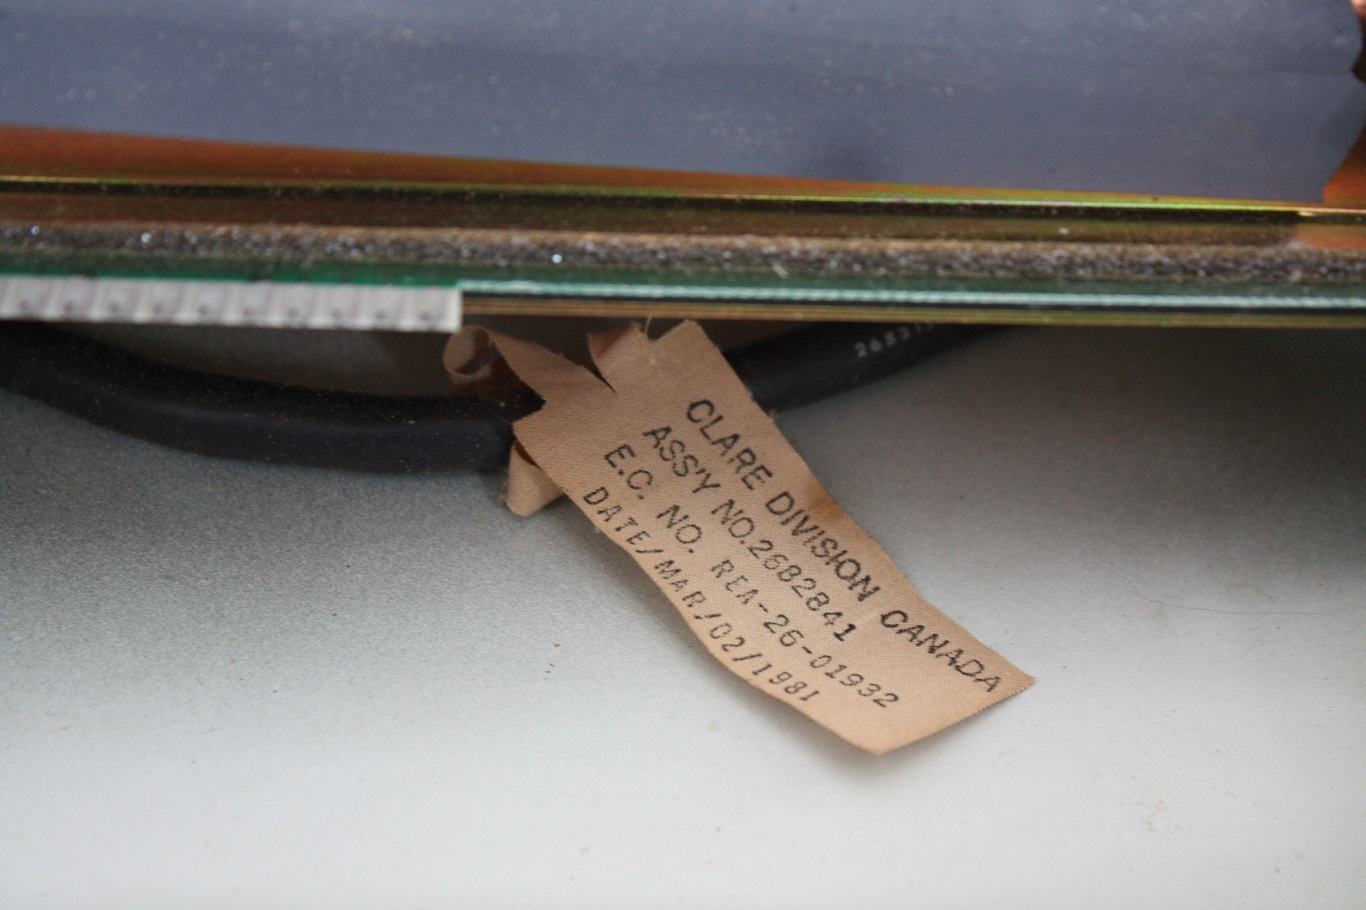 CLARE DIVISION CANADA
ASS'Y NO.2682841
E.C. NO. REA-26-01932
DATE/MAR/02/1981